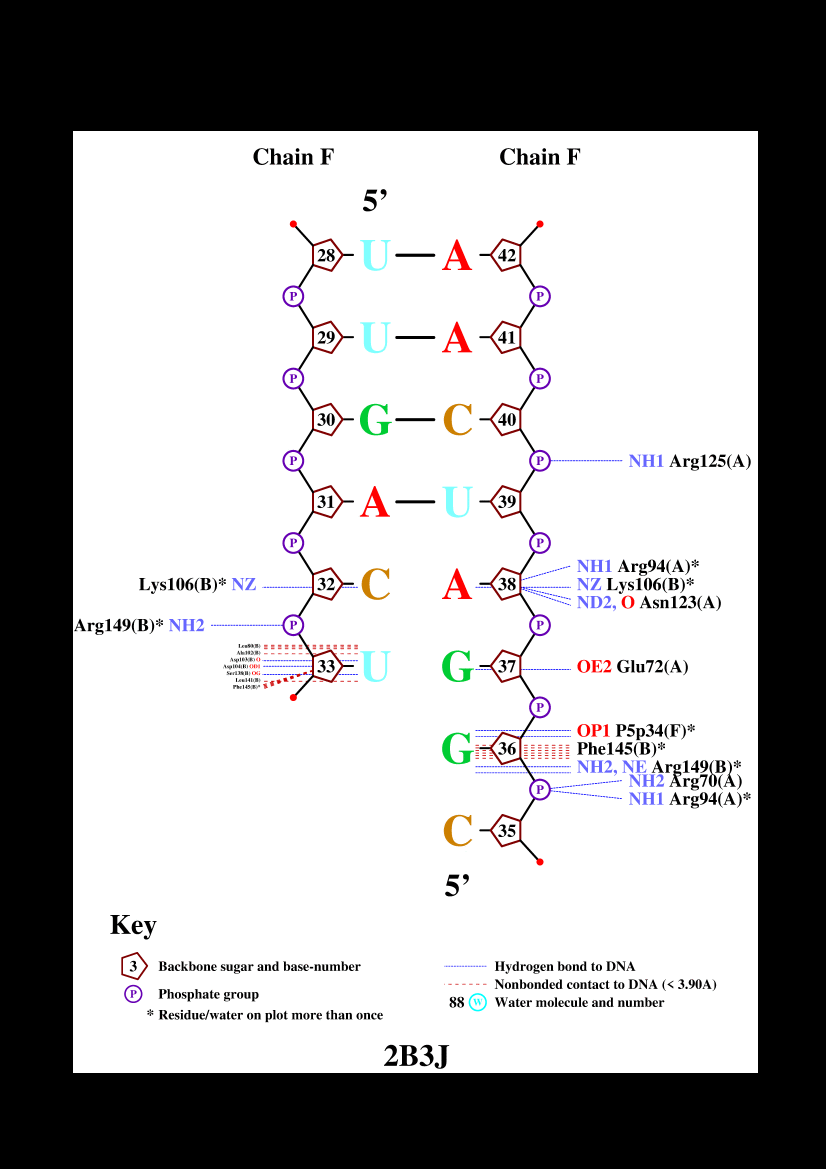 Chain F Chain F
5’
28 U A 42
P P
29 U A 41
P P
30 G C 40
P P NH1 Arg125(A)
31 A U 39
P P
NH1 Arg94(A)*
Lys106(B)* NZ 32 C A 38 NZ Lys106(B)*
ND2, O Asn123(A)
Arg149(B)* NH2 P P
Leu80(B)
Ala102(B)
Asp103(B) O
Asp104(B) OD1
33 U G 37 OE2 Glu72(A)
Ser138(B) OG
Leu141(B)
Phe145(B)*
P
OP1 P5p34(F)*
G 36 Phe145(B)*
NH2, NE Arg149(B)*
NH2 Arg70(A)
P
NH1 Arg94(A)*
C 35
5’
Key
3 Backbone sugar and base-number
P Phosphate group
* Residue/water on plot more than once
Hydrogen bond to DNA
Nonbonded contact to DNA (< 3.90A)
88 W Water molecule and number
2B3J